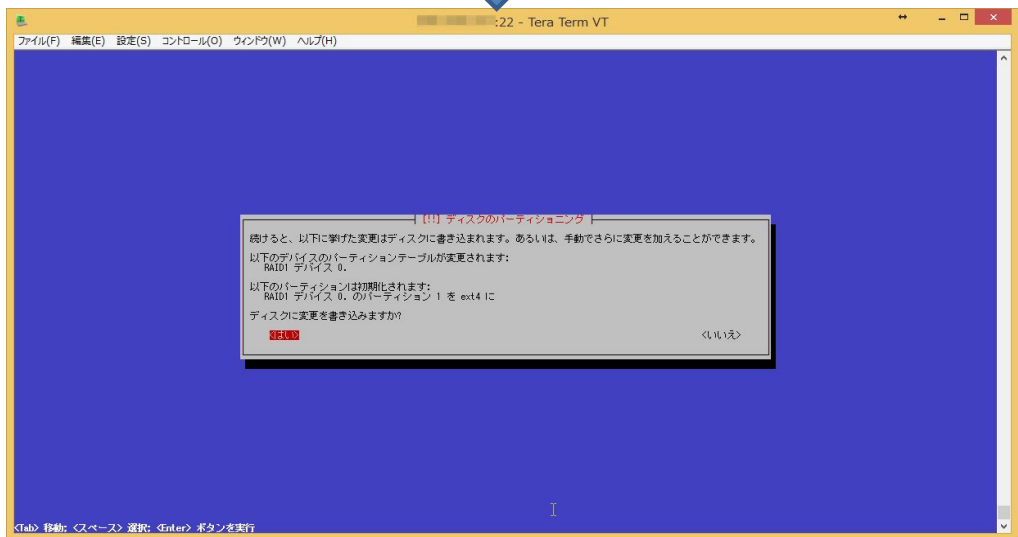 :22 - Tera Term VT
ファイル(F) 編集(E) 設定(S) コントロール(O) ウィンドウ(W) ヘルプ(H)
[!!] ディスクのパーティショニング
続けると、以下に挙げた変更はディスクに書き込まれます。あるいは、手動でさらに変更を加えることができます。
以下のデバイスのパーティションテーブルが変更されます:
RAID1 デバイス 0.
以下のパーティションは初期化されます:
RAID1 デバイス 0. のパーティション 1 を ext4 に
ディスクに変更を書き込みますか?
<はい> <いいえ>
<Tab> 移動; <スペース> 選択; <Enter> ボタンを実行